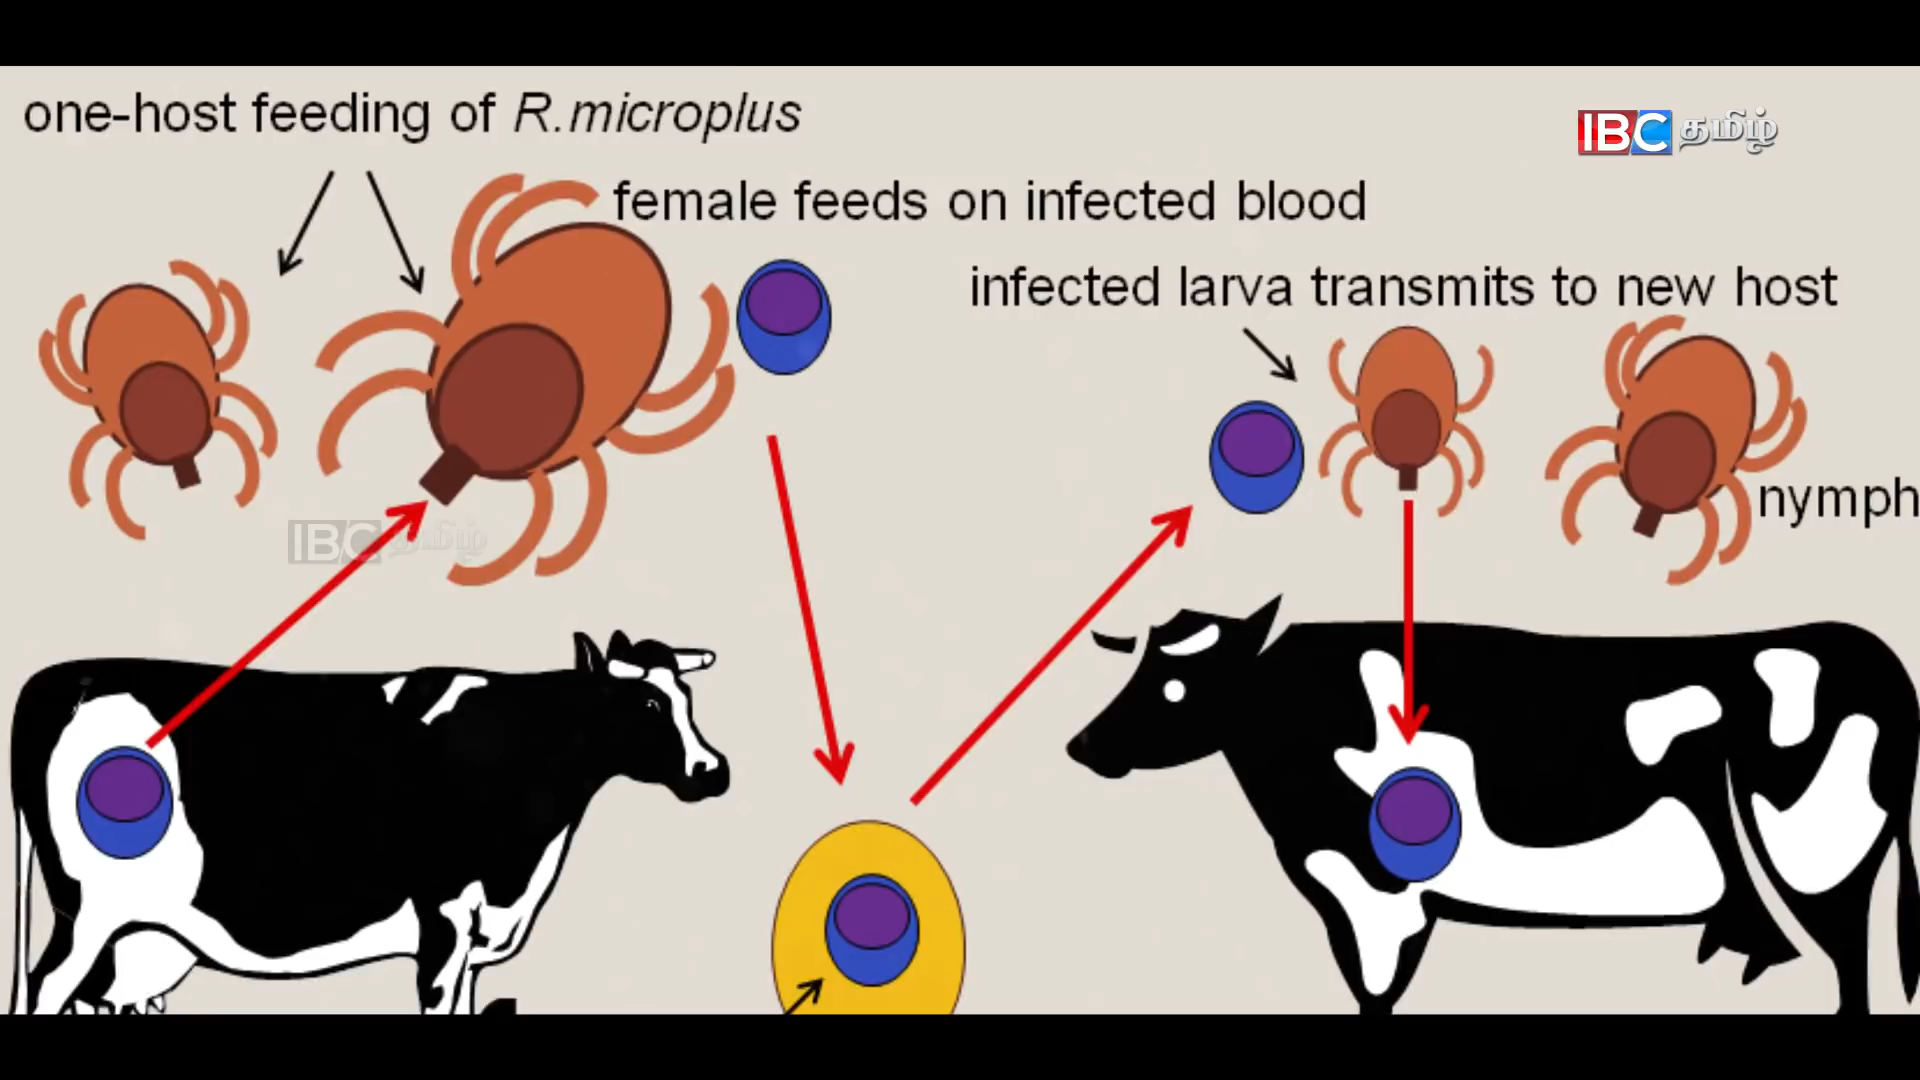 one-host feeding of R.microplus
IBC தமிழ்
female feeds on infected blood
infected larva transmits to new host
nymph
IBC தமிழ்